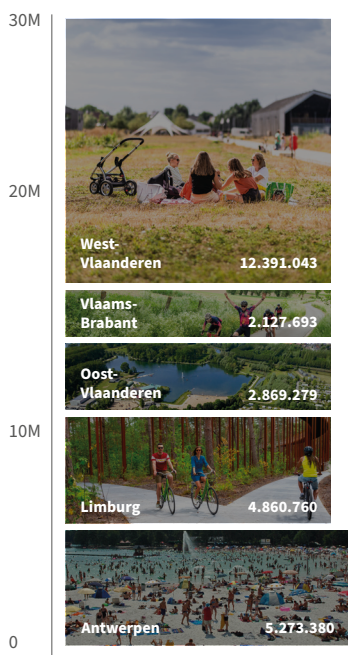 30M
20M
10M
0
West-
Vlaanderen 12.391.043
Vlaams-
Brabant 2.127.693
Oost-
Vlaanderen 2.869.279
Limburg 4.860.760
Antwerpen 5.273.380